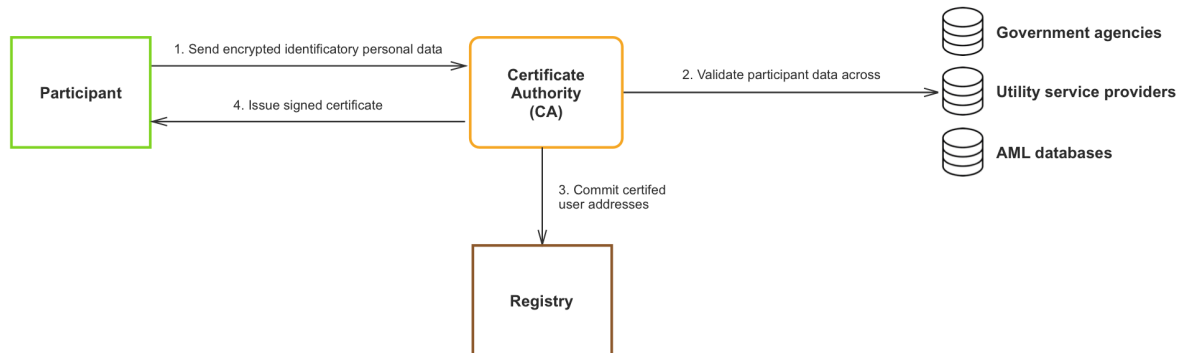 Participant
1. Send encrypted identificatory personal data
4. Issue signed certificate
Certificate
Authority
(CA)
2. Validate participant data across
Government agencies
Utility service providers
AML databases
3. Commit certifed
user addresses
Registry